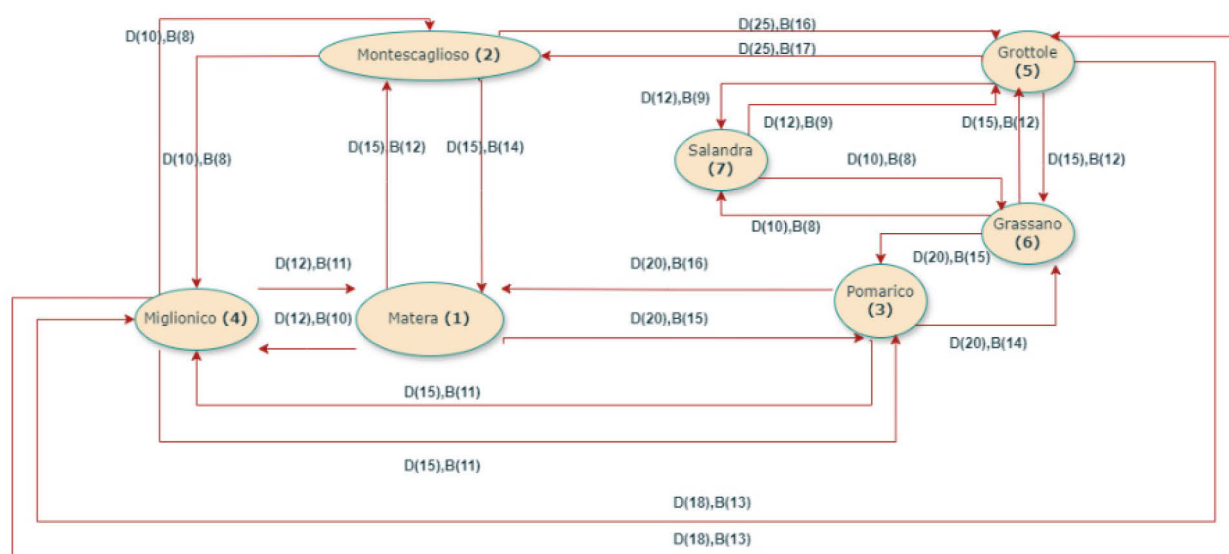 D(25),B(16)
D(10),B(8)
Montescaglioso (2)
D(25),B(17)
Grottole
(5)
D(12),B(9)
D(12),B(9)
D(15),B(12)
D(15),B(12)
D(15),B(14)
Salandra
(7)
D(10),B(8)
D(10),B(8)
D(15),B(12)
D(10),B(8)
Grassano
(6)
D(20),B(15)
D(12),B(11)
D(20),B(16)
Pomarico
(3)
Miglionico (4)
D(12),B(10)
Matera (1)
D(20),B(15)
D(20),B(14)
D(15),B(11)
D(15),B(11)
D(18),B(13)
D(18),B(13)